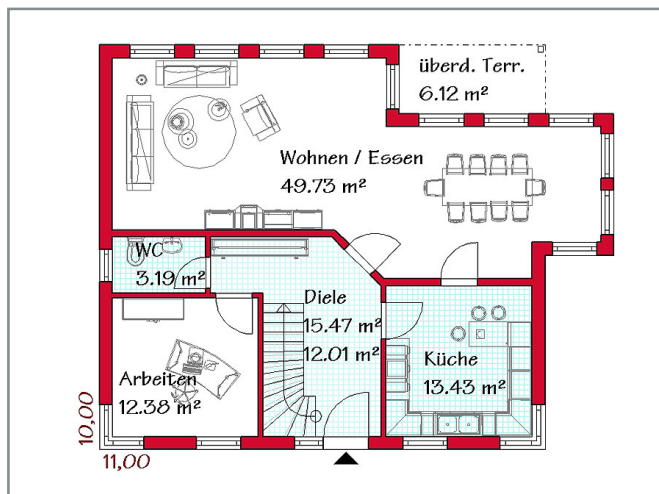 überd. Terr.
6.12 m²
Wohnen / Essen
49.73 m²
WC
3.19 m²
Diele
15.47 m²
12.01 m²
Küche
13.43 m²
Arbeiten
12.38 m²
10,00
11,00